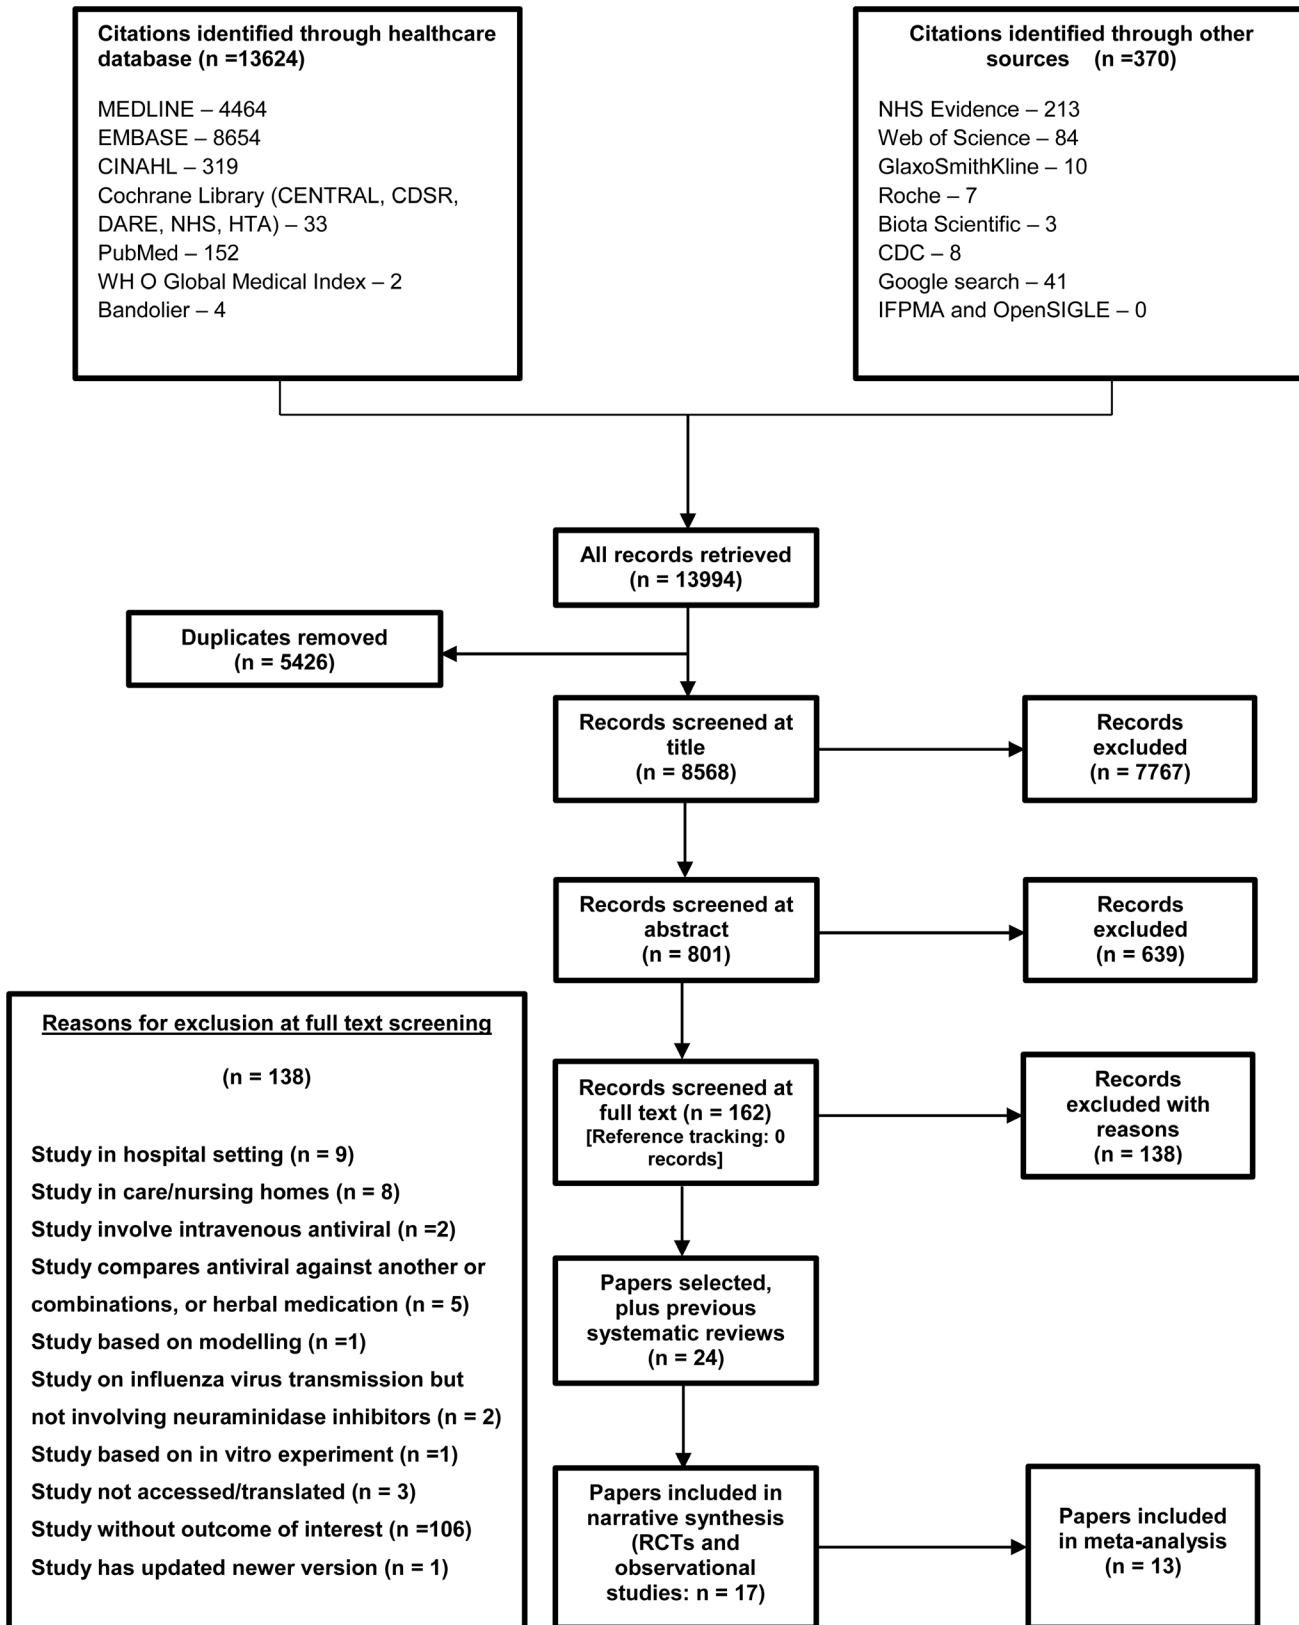 Citations identified through healthcare
database (n =13624)
MEDLINE – 4464
EMBASE – 8654
CINAHL – 319
Cochrane Library (CENTRAL, CDSR,
DARE, NHS, HTA) – 33
PubMed – 152
WH O Global Medical Index – 2
Bandolier – 4
Citations identified through other
sources (n =370)
NHS Evidence – 213
Web of Science – 84
GlaxoSmithKline – 10
Roche – 7
Biota Scientific – 3
CDC – 8
Google search – 41
IFPMA and OpenSIGLE – 0
All records retrieved
(n = 13994)
Duplicates removed
(n = 5426)
Records screened at
title
(n = 8568)
Records
excluded
(n = 7767)
Records screened at
abstract
(n = 801)
Records
excluded
(n = 639)
Reasons for exclusion at full text screening
(n = 138)
Study in hospital setting (n = 9)
Study in care/nursing homes (n = 8)
Study involve intravenous antiviral (n =2)
Study compares antiviral against another or
combinations, or herbal medication (n = 5)
Study based on modelling (n =1)
Study on influenza virus transmission but
not involving neuraminidase inhibitors (n = 2)
Study based on in vitro experiment (n =1)
Study not accessed/translated (n = 3)
Study without outcome of interest (n =106)
Study has updated newer version (n = 1)
Records screened at
full text (n = 162)
[Reference tracking: 0
records]
Records
excluded with
reasons
(n = 138)
Papers selected,
plus previous
systematic reviews
(n = 24)
Papers included in
narrative synthesis
(RCTs and
observational
studies: n = 17)
Papers included
in meta-analysis
(n = 13)